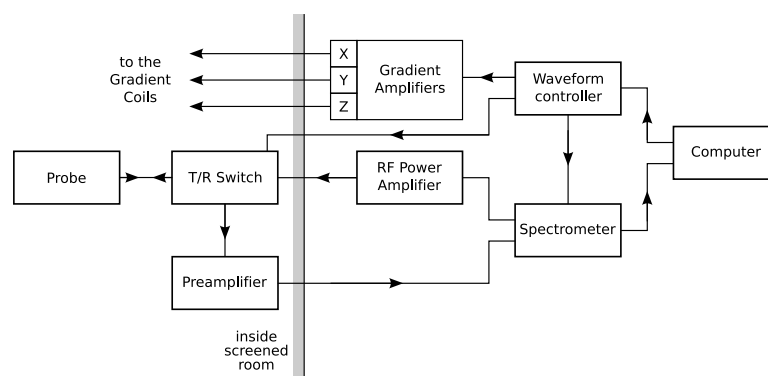 to the
Gradient
Coils
X
Y
Z
Gradient
Amplifiers
Waveform
controller
Computer
Probe
T/R Switch
RF Power
Amplifier
Spectrometer
Preamplifier
inside
screened
room